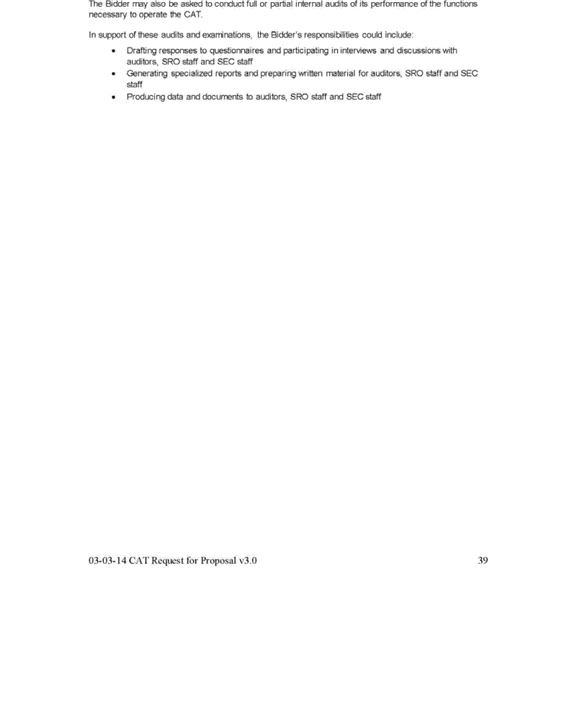 The Bidder may also be asked to conduct full or partial internal audits of its performance of the functions
necessary to operate the CAT.
In support of these audits and examinations, the Bidder's responsibilities could include:
• Drafting responses to questionnaires and participating in interviews and discussions with
auditors, SRO staff and SEC staff
• Generating specialized reports and preparing written material for auditors, SRO staff and SEC
staff
• Producing data and documents to auditors, SRO staff and SEC staff
03-03-14 CAT Request for Proposal v3.0 39